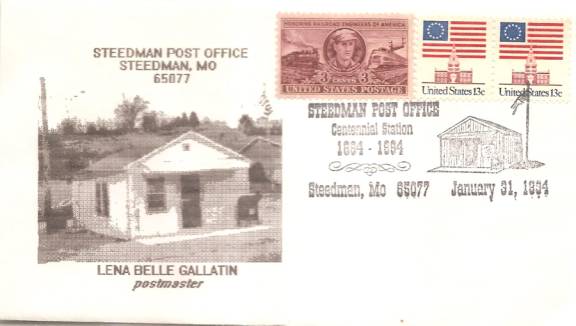 STEEDMAN POST OFFICE
STEEDMAN, MO
65077
LENA BELLE GALLATIN
postmaster
HONORING RAILROAD ENGINEERS OF AMERICA
3 CENTS 3
UNITED STATES POSTAGE
United States 13c
United States 13c
STEEDMAN POST OFFICE
Centennial Station
1894 - 1994
Steedman, Mo 65077 January 31, 1994